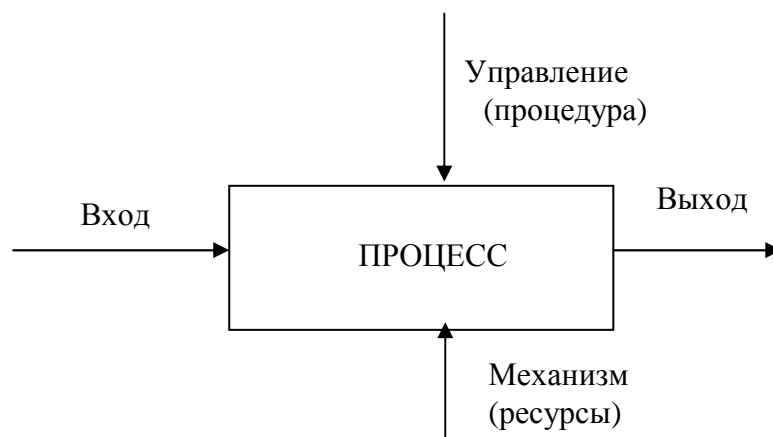 Управление
(процедура)
Вход
Выход
ПРОЦЕСС
Механизм
(ресурсы)